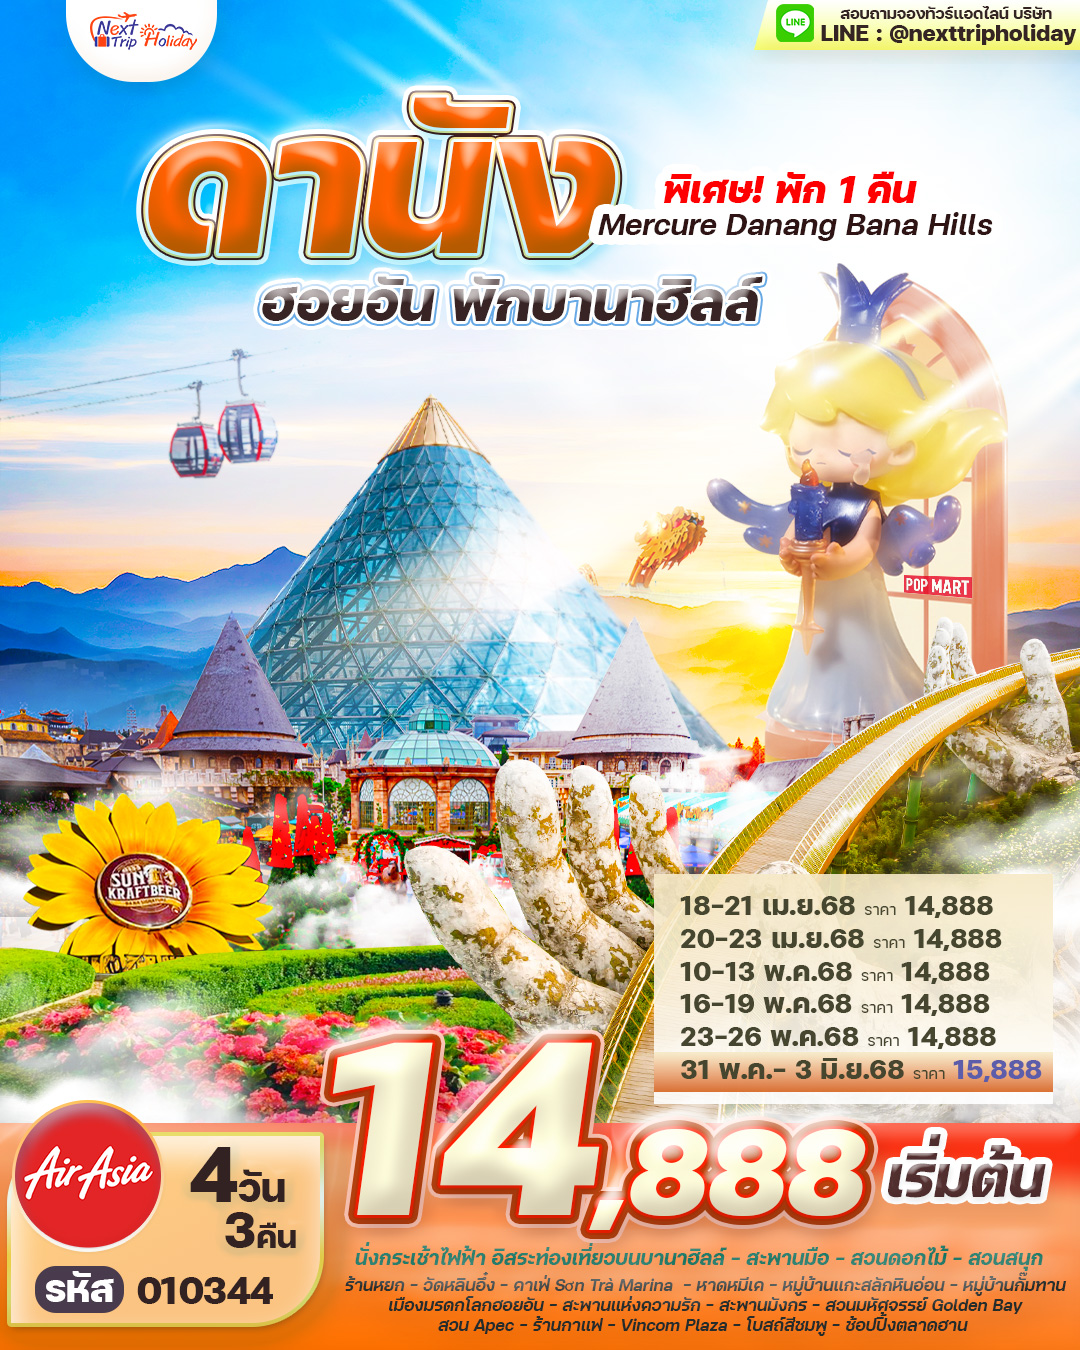 Next Trip Holiday
สอบถามจองทัวร์แอดไลน์ บริษัท
LINE
LINE : @nexttripholiday
ดานัง
พิเศษ! พัก 1 คืน
Mercure Danang Bana Hills
ฮอยอัน พักบานาฮิลล์
POP MART
SUN KRAFTBEER
18-21 เม.ย.68 ราคา 14,888
20-23 เม.ย.68 ราคา 14,888
10-13 พ.ค.68 ราคา 14,888
16-19 พ.ค.68 ราคา 14,888
23-26 พ.ค.68 ราคา 14,888
31 พ.ค.- 3 มิ.ย.68 ราคา 15,888
14,888 เริ่มต้น
AirAsia
4วัน
3คืน
รหัส 010344
นั่งกระเช้าไฟฟ้า อิสระท่องเที่ยวบนบานาฮิลล์ - สะพานมือ - สวนดอกไม้ - สวนสนุก
ร้านหยก - วัดหลินอึ๋ง - คาเฟ่ Sơn Trà Marina - หาดหมีเค - หมู่บ้านแกะสลักหินอ่อน - หมู่บ้านกั๊มทาน
เมืองมรดกโลกฮอยอัน - สะพานแห่งความรัก - สะพานมังกร - สวนมหัศจรรย์ Golden Bay
สวน Apec - ร้านกาแฟ - Vincom Plaza - โบสถ์สีชมพู - ช้อปปิ้งตลาดฮาน